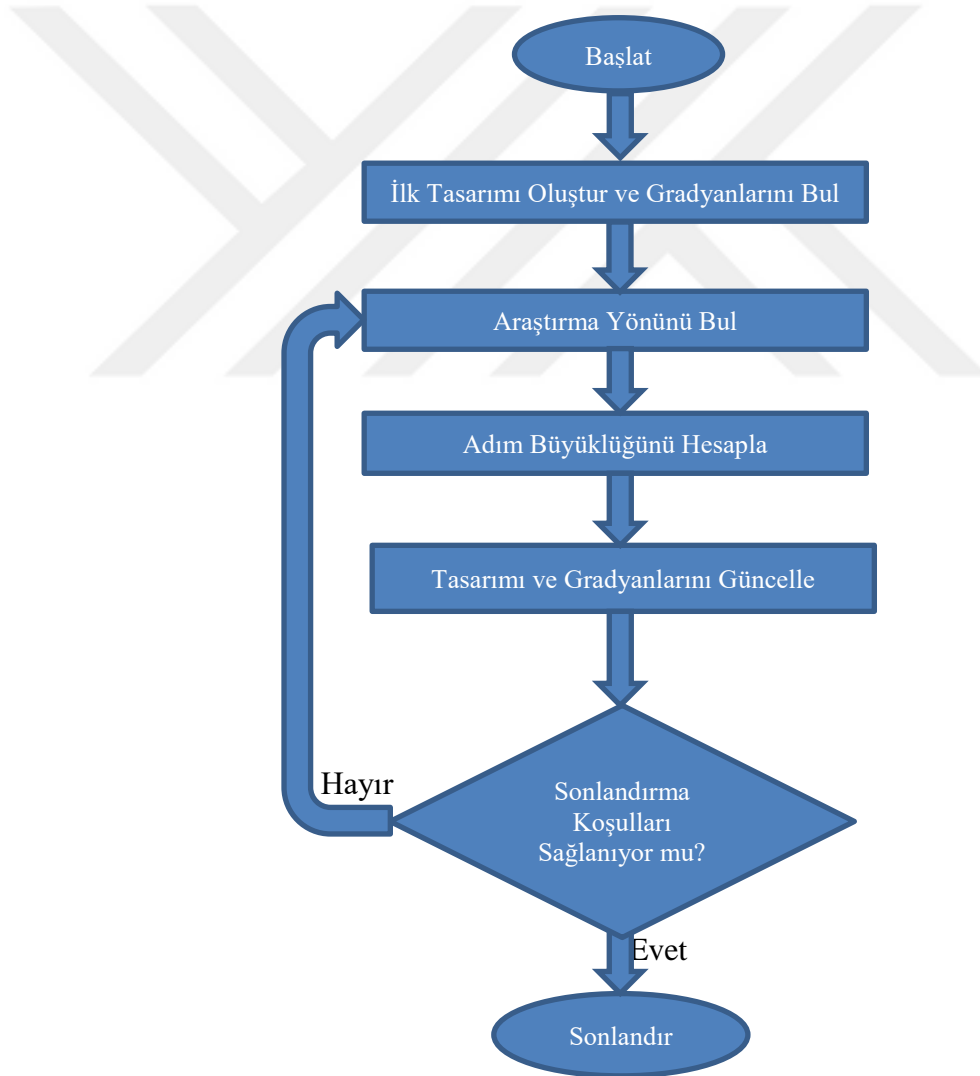 Başlat
İlk Tasarımı Oluştur ve Gradyanlarını Bul
Araştırma Yönünü Bul
Adım Büyüklüğünü Hesapla
Tasarımı ve Gradyanlarını Güncelle
Hayır
Sonlandırma
Koşulları
Sağlanıyor mu?
Evet
Sonlandır